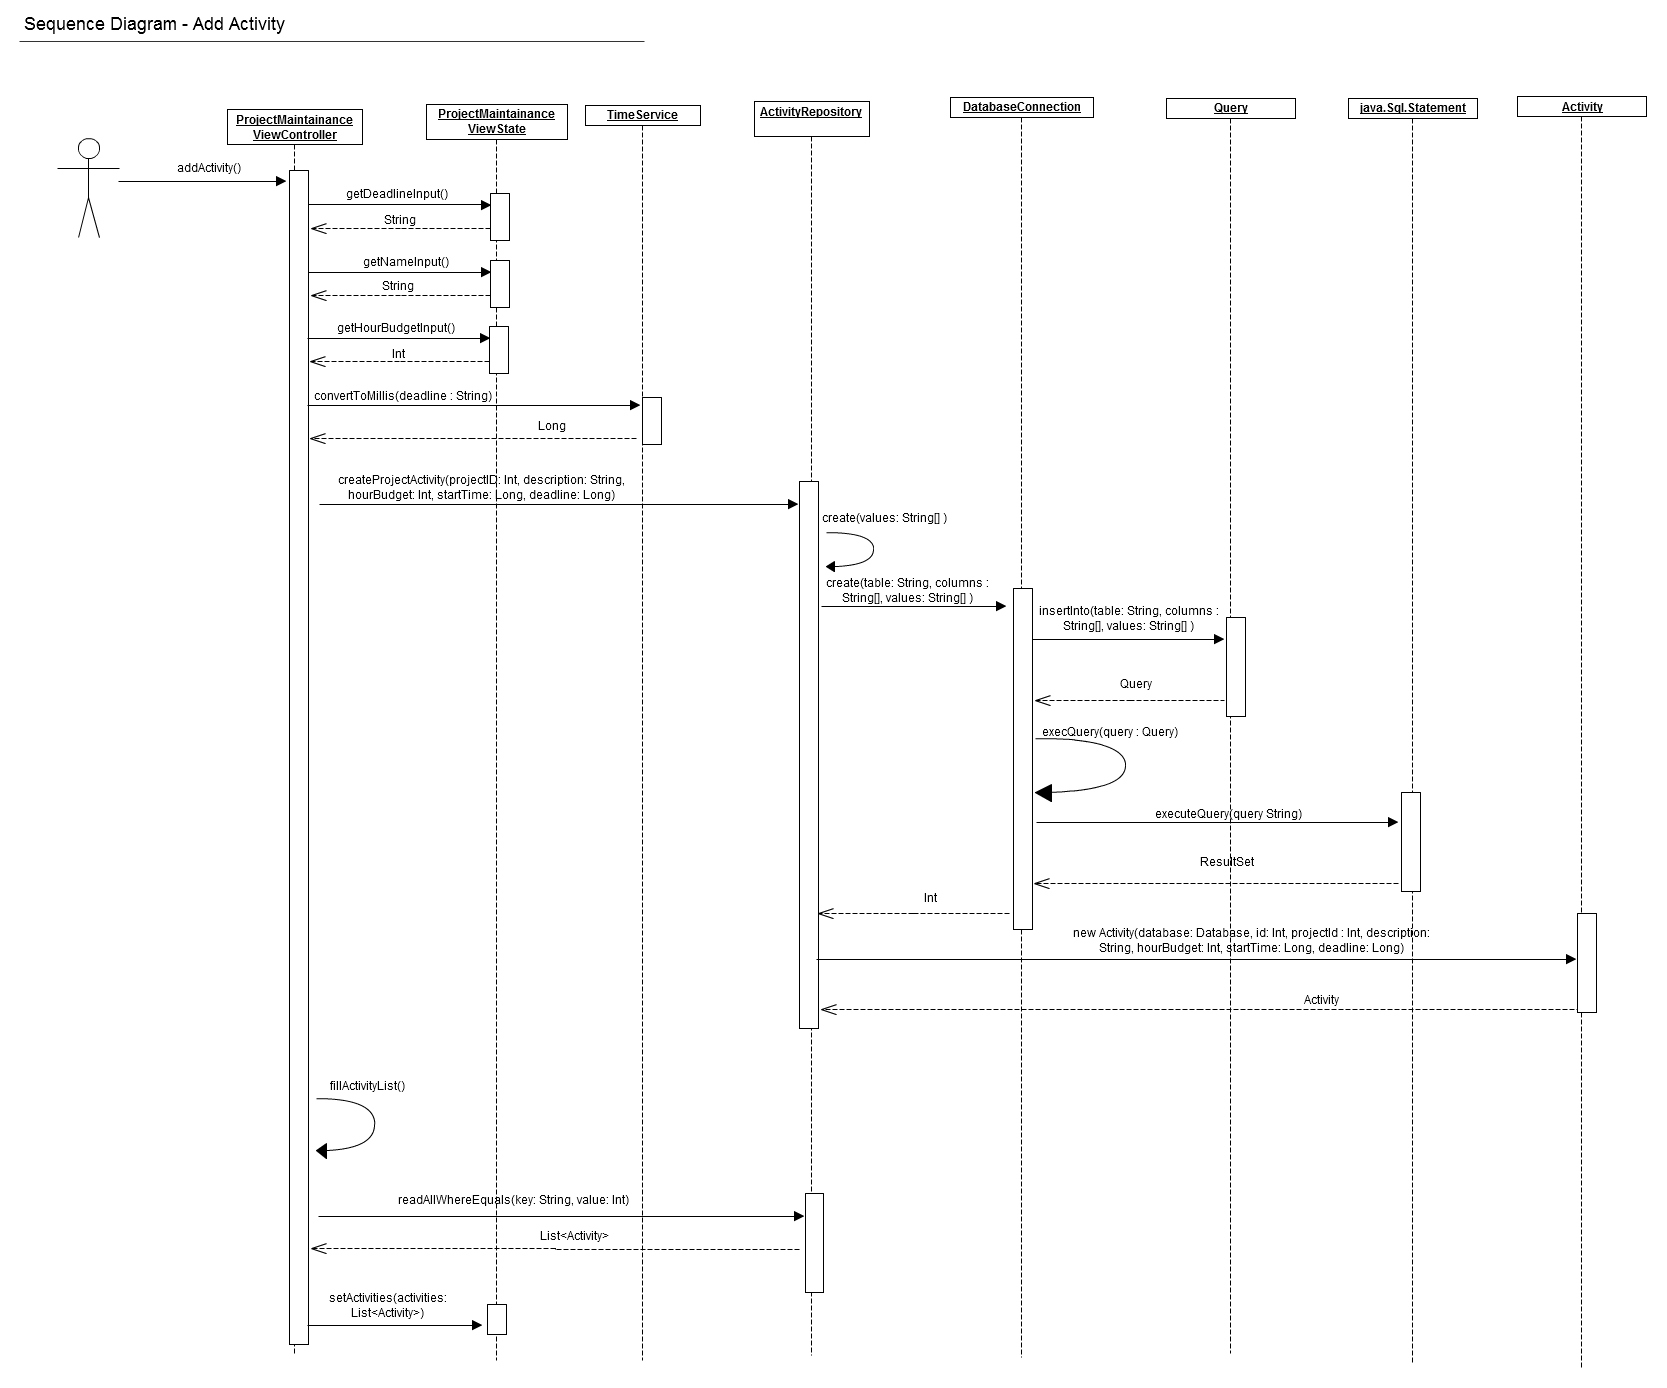 Sequence Diagram - Add Activity
ProjectMaintainance
ViewController
ProjectMaintainance
ViewState
TimeService
ActivityRepository
DatabaseConnection
Query
java.Sql.Statement
Activity
addActivity()
getDeadlineInput()
String
getNameInput()
String
getHourBudgetInput()
Int
convertToMillis(deadline : String)
Long
createProjectActivity(projectID: Int, description: String,
hourBudget: Int, startTime: Long, deadline: Long)
create(values: String[] )
create(table: String, columns :
String[], values: String[] )
insertInto(table: String, columns :
String[], values: String[] )
Query
execQuery(query : Query)
executeQuery(query String)
ResultSet
Int
new Activity(database: Database, id: Int, projectId : Int, description:
String, hourBudget: Int, startTime: Long, deadline: Long)
Activity
fillActivityList()
readAllWhereEquals(key: String, value: Int)
List<Activity>
setActivities(activities:
List<Activity>)